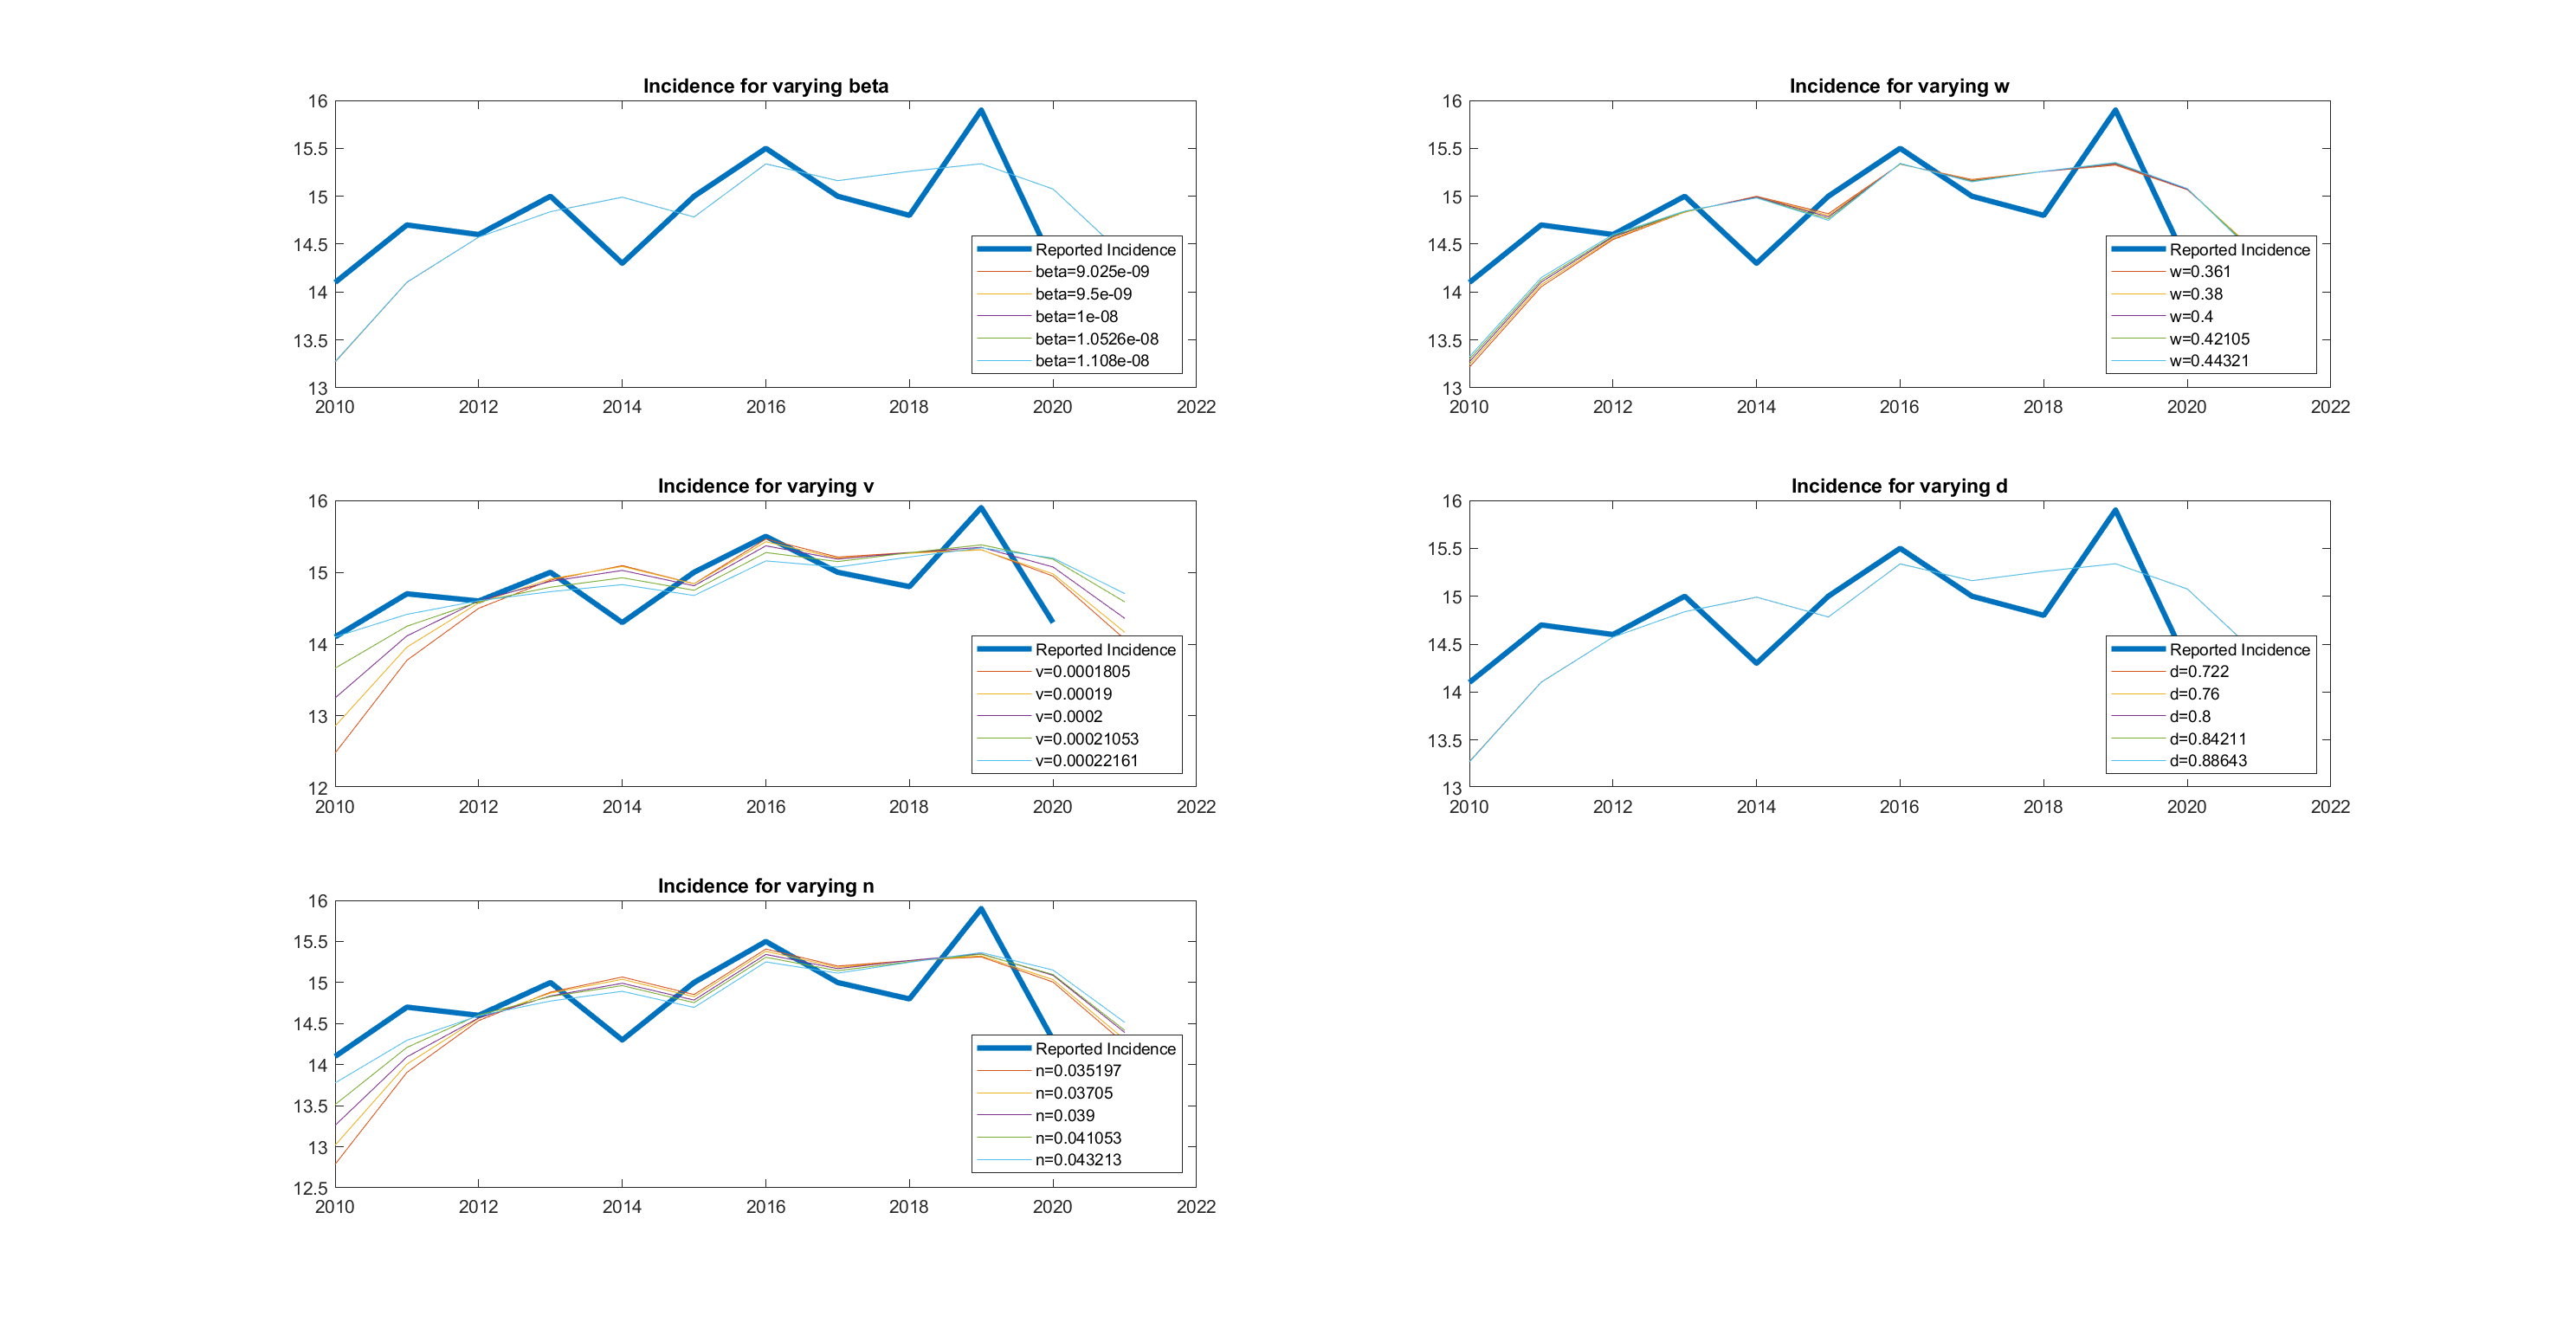 Incidence for varying beta
16
15.5
15
14.5
14
13.5
13
2010 2012 2014 2016 2018 2020 2022
Reported Incidence
beta=9.025e-09
beta=9.5e-09
beta=1e-08
beta=1.0526e-08
beta=1.108e-08
Incidence for varying w
16
15.5
15
14.5
14
13.5
13
2010 2012 2014 2016 2018 2020 2022
Reported Incidence
w=0.361
w=0.38
w=0.4
w=0.42105
w=0.44321
Incidence for varying v
16
15
14
13
12
2010 2012 2014 2016 2018 2020 2022
Reported Incidence
v=0.0001805
v=0.00019
v=0.0002
v=0.00021053
v=0.00022161
Incidence for varying d
16
15.5
15
14.5
14
13.5
13
2010 2012 2014 2016 2018 2020 2022
Reported Incidence
d=0.722
d=0.76
d=0.8
d=0.84211
d=0.88643
Incidence for varying n
16
15.5
15
14.5
14
13.5
13
12.5
2010 2012 2014 2016 2018 2020 2022
Reported Incidence
n=0.035197
n=0.03705
n=0.039
n=0.041053
n=0.043213